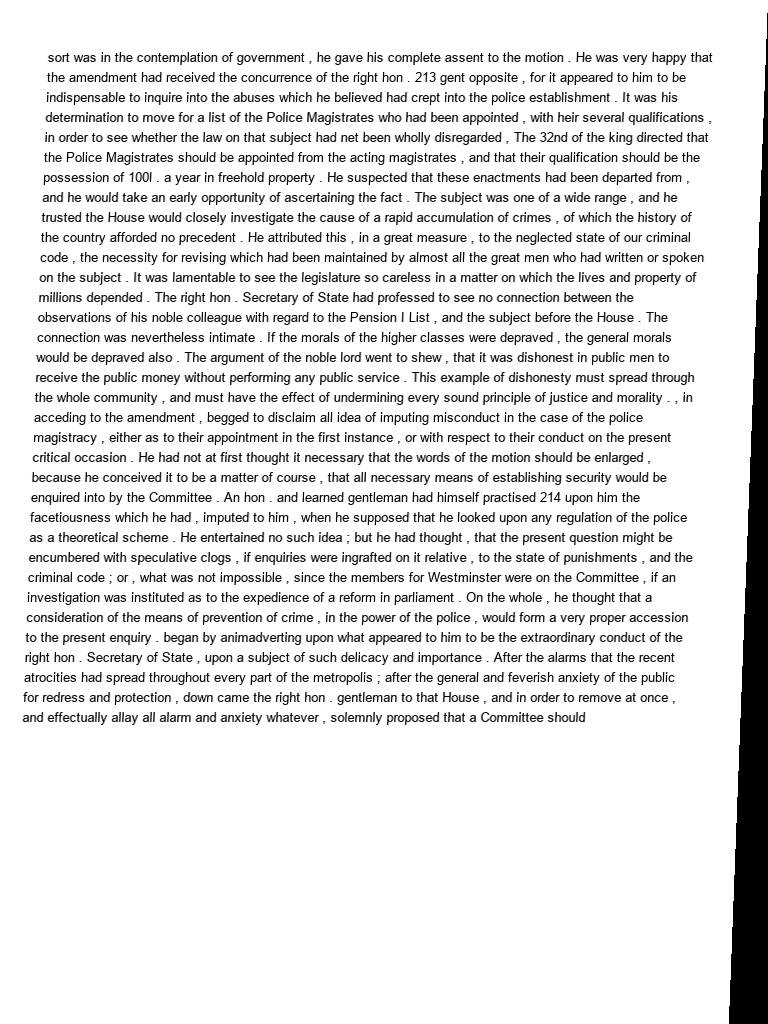 sort was in the contemplation of government , he gave his complete assent to the motion . He was very happy that
the amendment had received the concurrence of the right hon . 213 gent opposite , for it appeared to him to be
indispensable to inquire into the abuses which he believed had crept into the police establishment . It was his
determination to move for a list of the Police Magistrates who had been appointed , with heir several qualifications ,
in order to see whether the law on that subject had net been wholly disregarded , The 32nd of the king directed that
the Police Magistrates should be appointed from the acting magistrates , and that their qualification should be the
possession of 100l . a year in freehold property . He suspected that these enactments had been departed from ,
and he would take an early opportunity of ascertaining the fact . The subject was one of a wide range , and he
trusted the House would closely investigate the cause of a rapid accumulation of crimes , of which the history of
the country afforded no precedent . He attributed this , in a great measure , to the neglected state of our criminal
code , the necessity for revising which had been maintained by almost all the great men who had written or spoken
on the subject . It was lamentable to see the legislature so careless in a matter on which the lives and property of
millions depended . The right hon . Secretary of State had professed to see no connection between the
observations of his noble colleague with regard to the Pension I List , and the subject before the House . The
connection was nevertheless intimate . If the morals of the higher classes were depraved , the general morals
would be depraved also . The argument of the noble lord went to shew , that it was dishonest in public men to
receive the public money without performing any public service . This example of dishonesty must spread through
the whole community , and must have the effect of undermining every sound principle of justice and morality . , in
acceding to the amendment , begged to disclaim all idea of imputing misconduct in the case of the police
magistracy , either as to their appointment in the first instance , or with respect to their conduct on the present
critical occasion . He had not at first thought it necessary that the words of the motion should be enlarged ,
because he conceived it to be a matter of course , that all necessary means of establishing security would be
enquired into by the Committee . An hon . and learned gentleman had himself practised 214 upon him the
facetiousness which he had , imputed to him , when he supposed that he looked upon any regulation of the police
as a theoretical scheme . He entertained no such idea ; but he had thought , that the present question might be
encumbered with speculative clogs , if enquiries were ingrafted on it relative , to the state of punishments , and the
criminal code ; or , what was not impossible , since the members for Westminster were on the Committee , if an
investigation was instituted as to the expedience of a reform in parliament . On the whole , he thought that a
consideration of the means of prevention of crime , in the power of the police , would form a very proper accession
to the present enquiry . began by animadverting upon what appeared to him to be the extraordinary conduct of the
right hon . Secretary of State , upon a subject of such delicacy and importance . After the alarms that the recent
atrocities had spread throughout every part of the metropolis ; after the general and feverish anxiety of the public
for redress and protection , down came the right hon . gentleman to that House , and in order to remove at once ,
and effectually allay all alarm and anxiety whatever , solemnly proposed that a Committee should